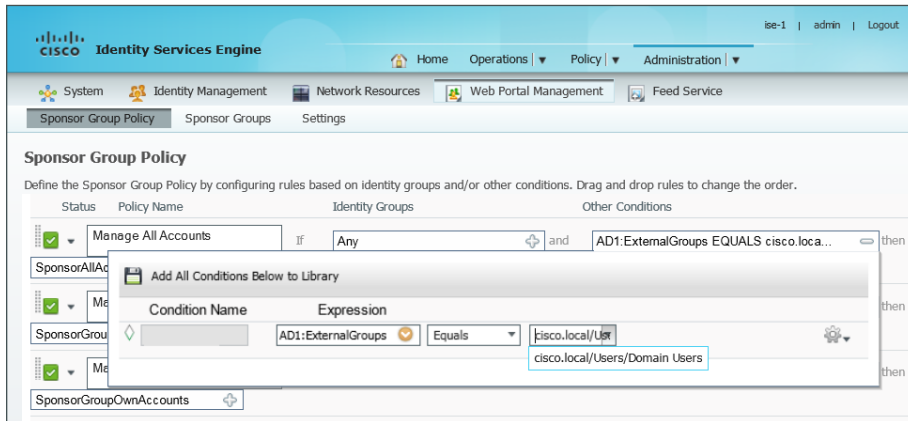 ise-1 | admin | Logout
CISCO Identity Services Engine
Home Operations | Policy | Administration |
System Identity Management Network Resources Web Portal Management Feed Service
Sponsor Group Policy Sponsor Groups Settings
Sponsor Group Policy
Define the Sponsor Group Policy by configuring rules based on identity groups and/or other conditions. Drag and drop rules to change the order.
Status Policy Name Identity Groups Other Conditions
Manage All Accounts If Any and AD1:ExternalGroups EQUALS cisco.loca... then
SponsorAllAc
Add All Conditions Below to Library
Ma then
Condition Name Expression
SponsorGrou
AD1:ExternalGroups Equals cisco.local/Us
cisco.local/Users/Domain Users
Ma then
SponsorGroupOwnAccounts